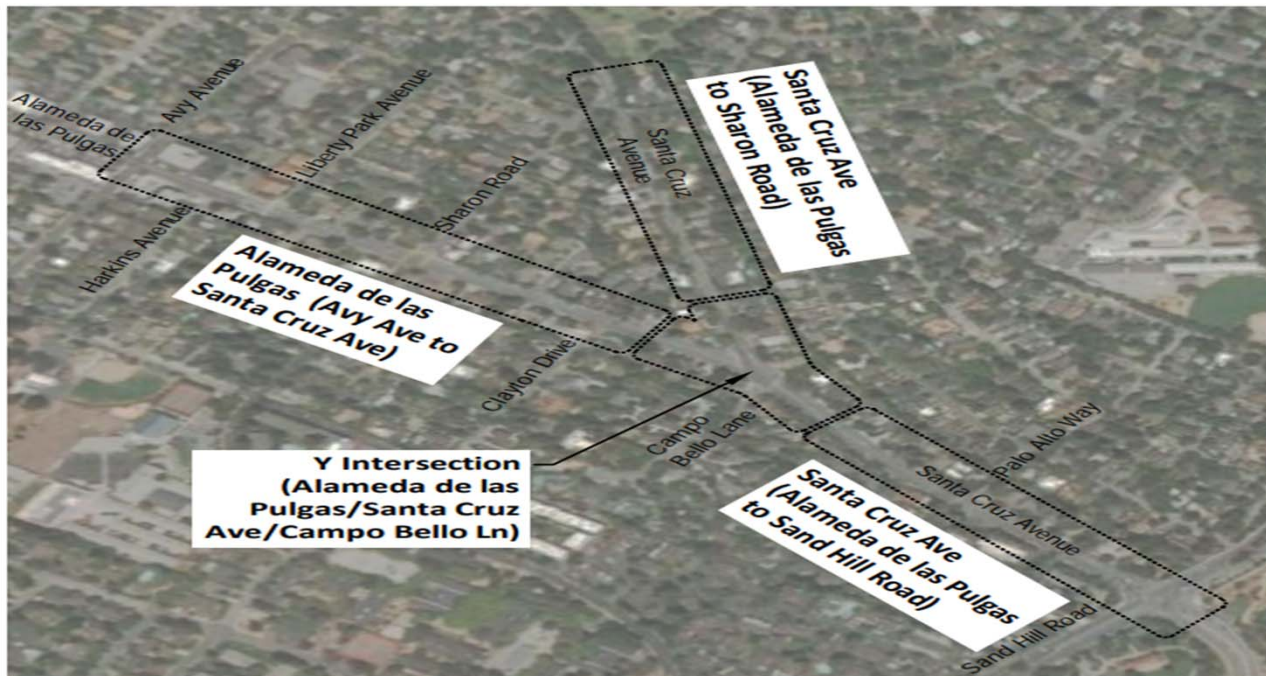 Avy Avenue
Alameda de
las Pulgas
Liberty Park Avenue
Sharon Road
Harkins Avenue
Santa Cruz
Avenue
Santa Cruz Ave
(Alameda de las Pulgas
to Sharon Road)
Alameda de las
Pulgas (Avy Ave to
Santa Cruz Ave)
Clayton Drive
Campo
Bello Lane
Y Intersection
(Alameda de las
Pulgas/Santa Cruz
Ave/Campo Bello Ln)
Palo Alto Way
Santa Cruz Avenue
Santa Cruz Ave
(Alameda de las Pulgas
to Sand Hill Road)
Sand Hill Road